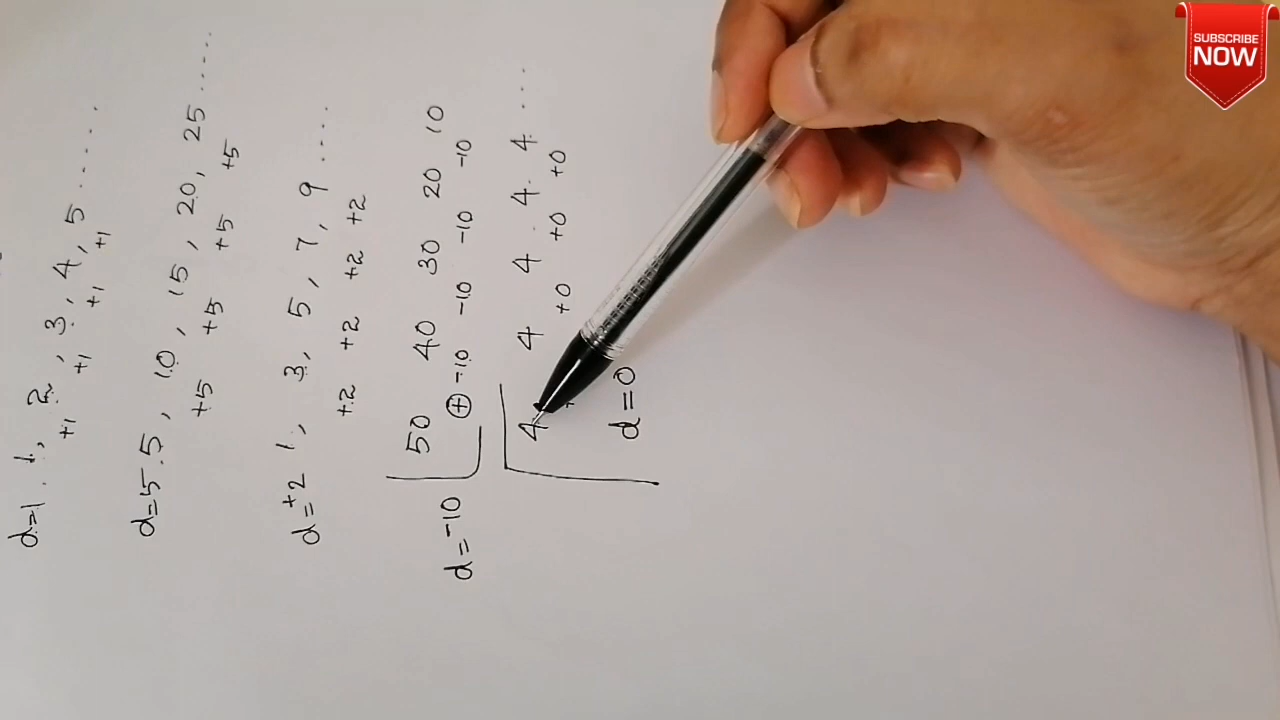 d=1. 1, 2, 3, 4, 5 .....
+1 +1 +1 +1
d=5. 5, 10, 15, 20, 25 .....
+5 +5 +5 +5
d=+2 1, 3, 5, 7, 9 ....
+2 +2 +2 +2
50 40 30 20 10
d=-10 +-10 -10 -10 -10
4 4 4 . 4 . 4 . ...
+0 +0 +0
d=0
SUBSCRIBE
NOW